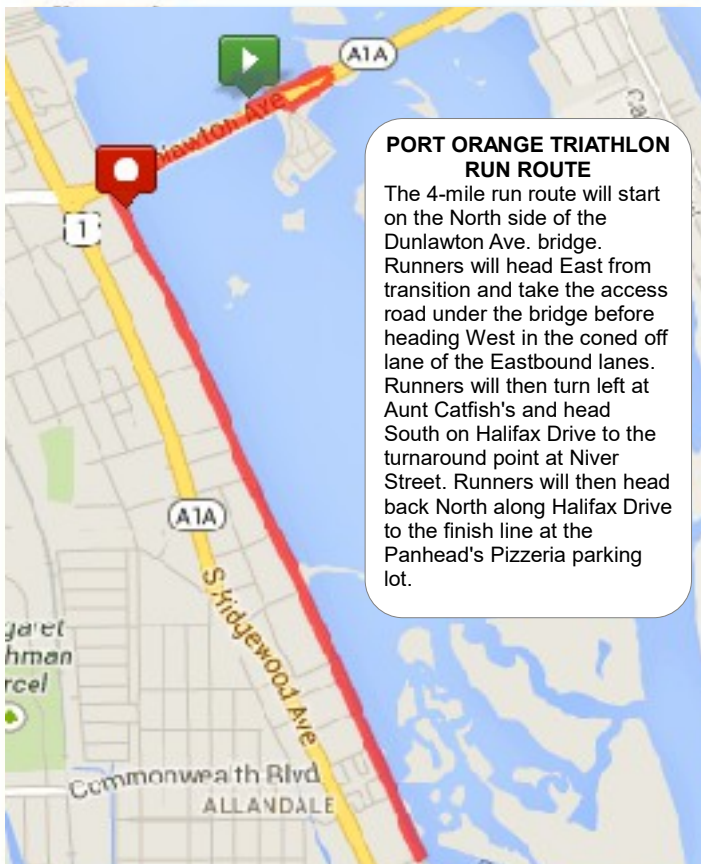 A1A
lawton Ave
1
PORT ORANGE TRIATHLON
RUN ROUTE
The 4-mile run route will start
on the North side of the
Dunlawton Ave. bridge.
Runners will head East from
transition and take the access
road under the bridge before
heading West in the coned off
lane of the Eastbound lanes.
Runners will then turn left at
Aunt Catfish's and head
South on Halifax Drive to the
turnaround point at Niver
Street. Runners will then head
back North along Halifax Drive
to the finish line at the
Panhead's Pizzeria parking
lot.
A1A
S Ridgewood Ave
garet
hman
rcel
Commonwealth Blvd
ALLANDALE